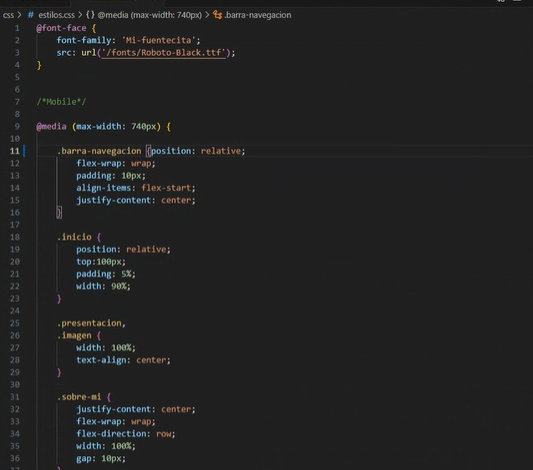 css > # estilos.css > {} @media (max-width: 740px) > .barra-navegacion
1 @font-face {
2 font-family: 'Mi-fuentecita';
3 src: url('/fonts/Roboto-Black.ttf');
4 }
5
6
7 /*Mobile*/
8
9 @media (max-width: 740px) {
10
11 .barra-navegacion {position: relative;
12 flex-wrap: wrap;
13 padding: 10px;
14 align-items: flex-start;
15 justify-content: center;
16 }
17
18 .inicio {
19 position: relative;
20 top:100px;
21 padding: 5%;
22 width: 90%;
23 }
24
25 .presentacion,
26 .imagen {
27 width: 100%;
28 text-align: center;
29 }
30
31 .sobre-mi {
32 justify-content: center;
33 flex-wrap: wrap;
34 flex-direction: row;
35 width: 100%;
36 gap: 10px;